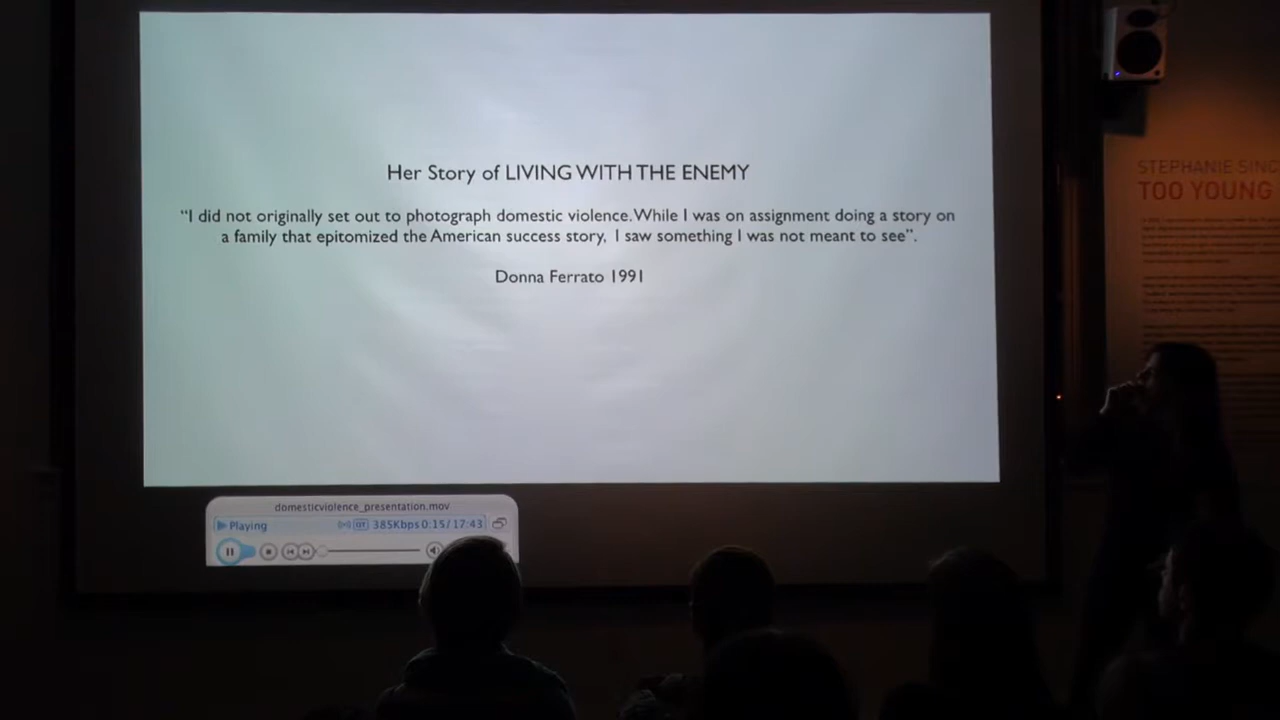 Her Story of LIVING WITH THE ENEMY
“I did not originally set out to photograph domestic violence. While I was on assignment doing a story on
a family that epitomized the American success story, I saw something I was not meant to see”.
Donna Ferrato 1991
domesticviolence_presentation.mov
Playing
385Kbps 0:15/17:43
STEPHANIE SING
TOO YOUNG